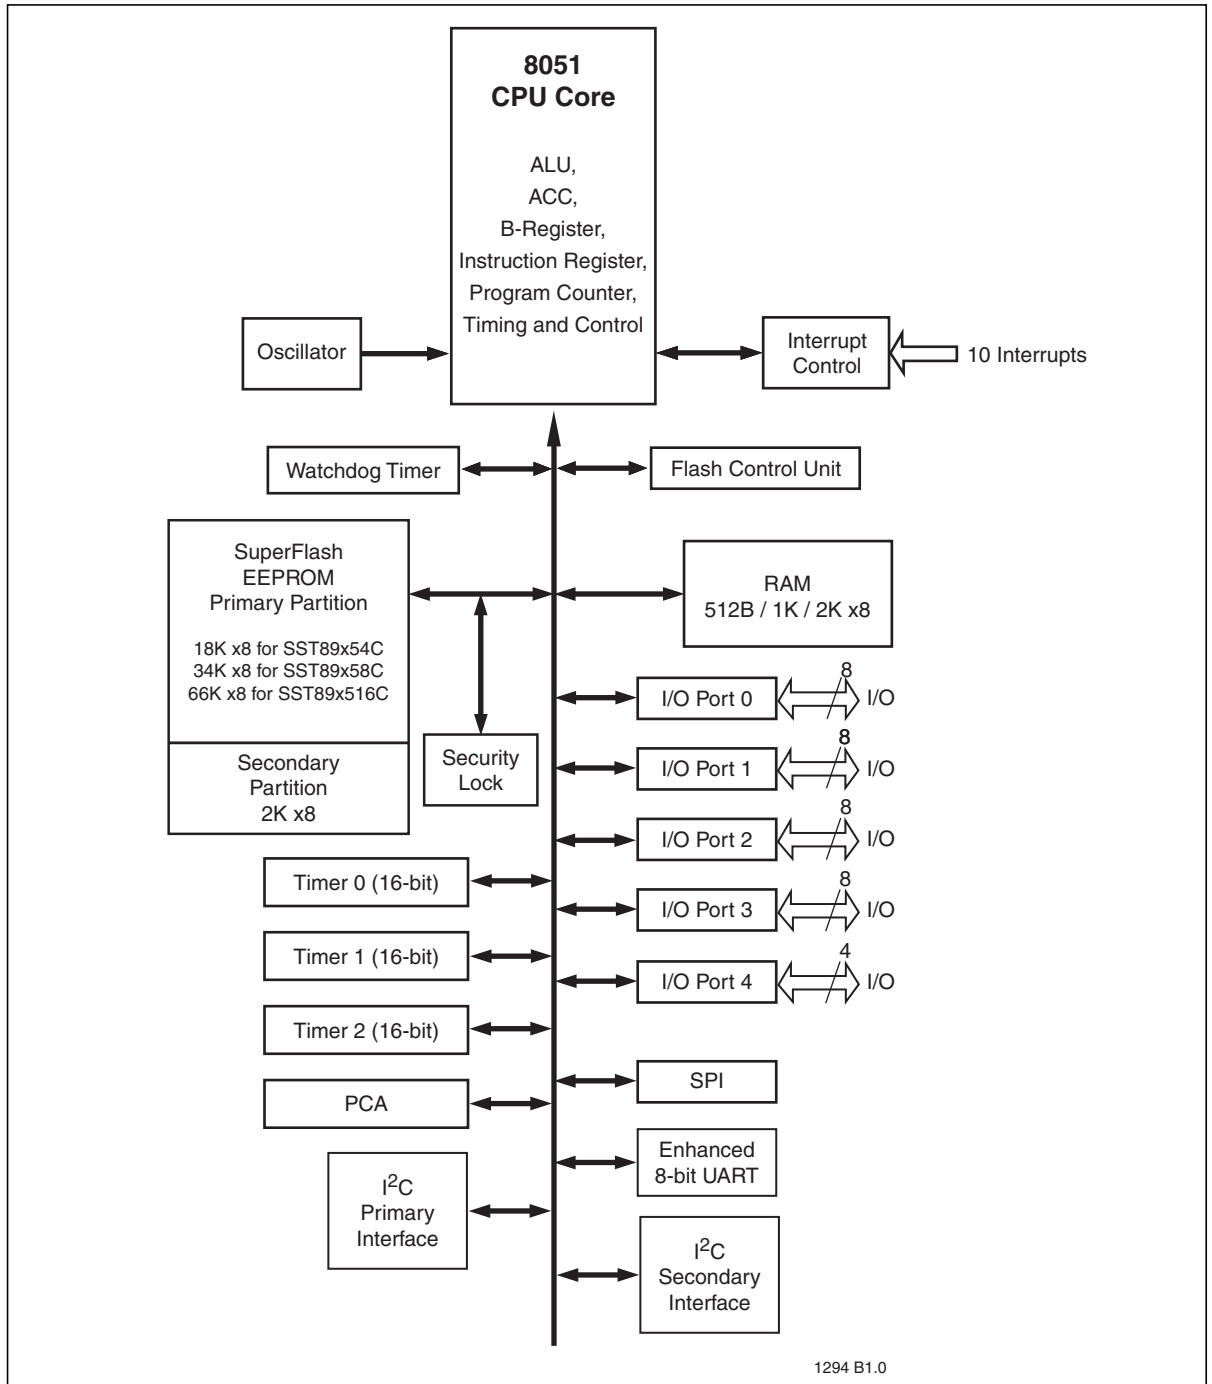 8051
CPU Core
ALU,
ACC,
B-Register,
Instruction Register,
Program Counter,
Timing and Control
Oscillator
Interrupt
Control
10 Interrupts
Watchdog Timer
Flash Control Unit
SuperFlash
EEPROM
Primary Partition
18K x8 for SST89x54C
34K x8 for SST89x58C
66K x8 for SST89x516C
Secondary
Partition
2K x8
Security
Lock
RAM
512B / 1K / 2K x8
I/O Port 0
8
I/O
I/O Port 1
8
I/O
I/O Port 2
8
I/O
I/O Port 3
8
I/O
I/O Port 4
4
I/O
Timer 0 (16-bit)
Timer 1 (16-bit)
Timer 2 (16-bit)
PCA
SPI
Enhanced
8-bit UART
I²C
Primary
Interface
I²C
Secondary
Interface
1294 B1.0